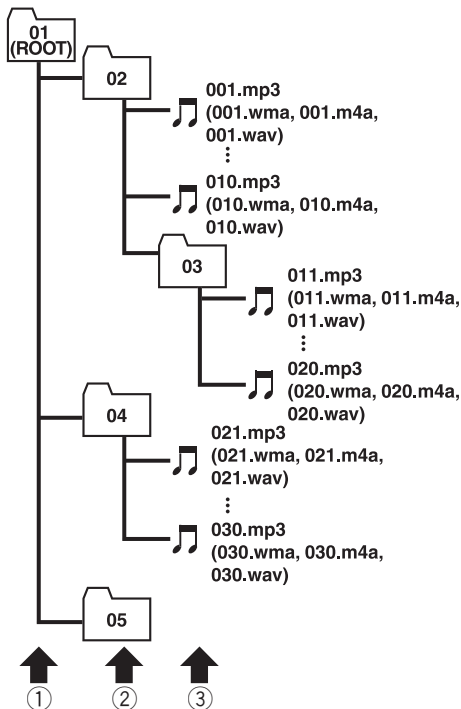 01
(ROOT)
02
001.mp3
(001.wma, 001.m4a,
001.wav)
010.mp3
(010.wma, 010.m4a,
010.wav)
03
011.mp3
(011.wma, 011.m4a,
011.wav)
020.mp3
(020.wma, 020.m4a,
020.wav)
04
021.mp3
(021.wma, 021.m4a,
021.wav)
030.mp3
(030.wma, 030.m4a,
030.wav)
05
① ② ③